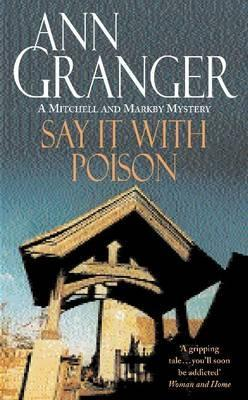 ANN
GRANGER
A MITCHELL AND MARKBY MYSTERY
SAY IT WITH
POISON
'A gripping
tale...you'll soon
be addicted'
Woman and Home